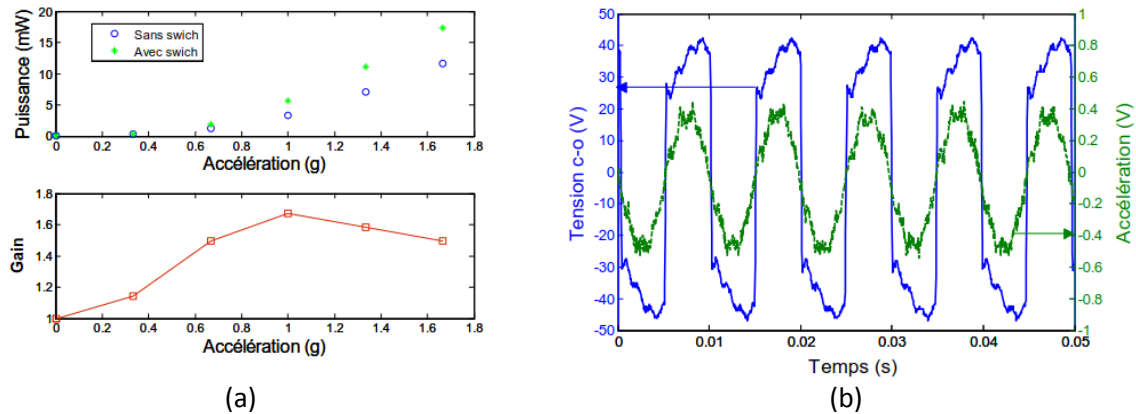 20
15
10
5
0
Puissance (mW)
Sans swich
Avec swich
0 0.2 0.4 0.6 0.8 1 1.2 1.4 1.6 1.8
Accélération (g)
1.8
1.6
1.4
1.2
1
Gain
0 0.2 0.4 0.6 0.8 1 1.2 1.4 1.6 1.8
Accélération (g)
(a)
50
40
30
20
10
0
-10
-20
-30
-40
-50
Tension c-o (V)
0 0.01 0.02 0.03 0.04 0.05
Temps (s)
1
0.8
0.6
0.4
0.2
0
-0.2
-0.4
-0.6
-0.8
-1
Accélération (V)
(b)